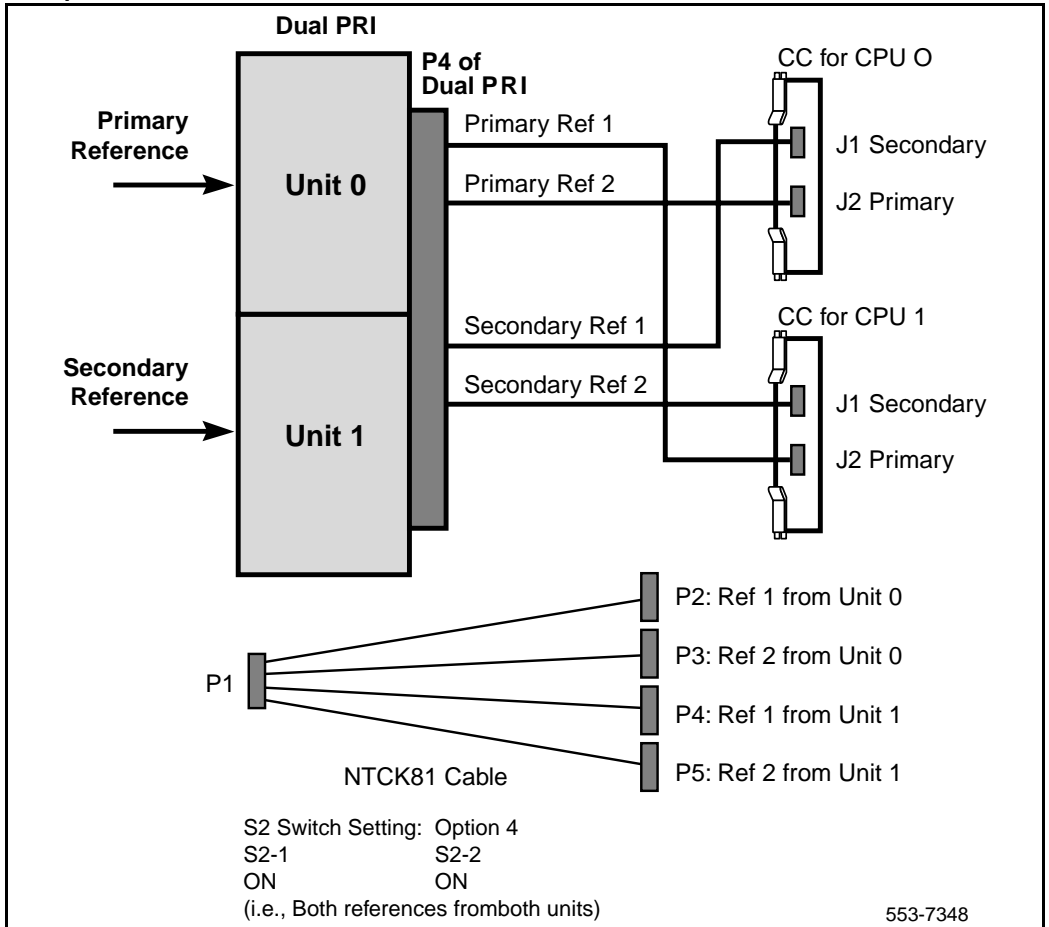 Dual PRI
P4 of
Dual PRI
CC for CPU O
Primary
Reference
Unit 0
Primary Ref 1
Primary Ref 2
J1 Secondary
J2 Primary
CC for CPU 1
Secondary
Reference
Unit 1
Secondary Ref 1
Secondary Ref 2
J1 Secondary
J2 Primary
P1
P2: Ref 1 from Unit 0
P3: Ref 2 from Unit 0
P4: Ref 1 from Unit 1
P5: Ref 2 from Unit 1
NTCK81 Cable
S2 Switch Setting: Option 4
S2-1 S2-2
ON ON
(i.e., Both references fromboth units)
553-7348